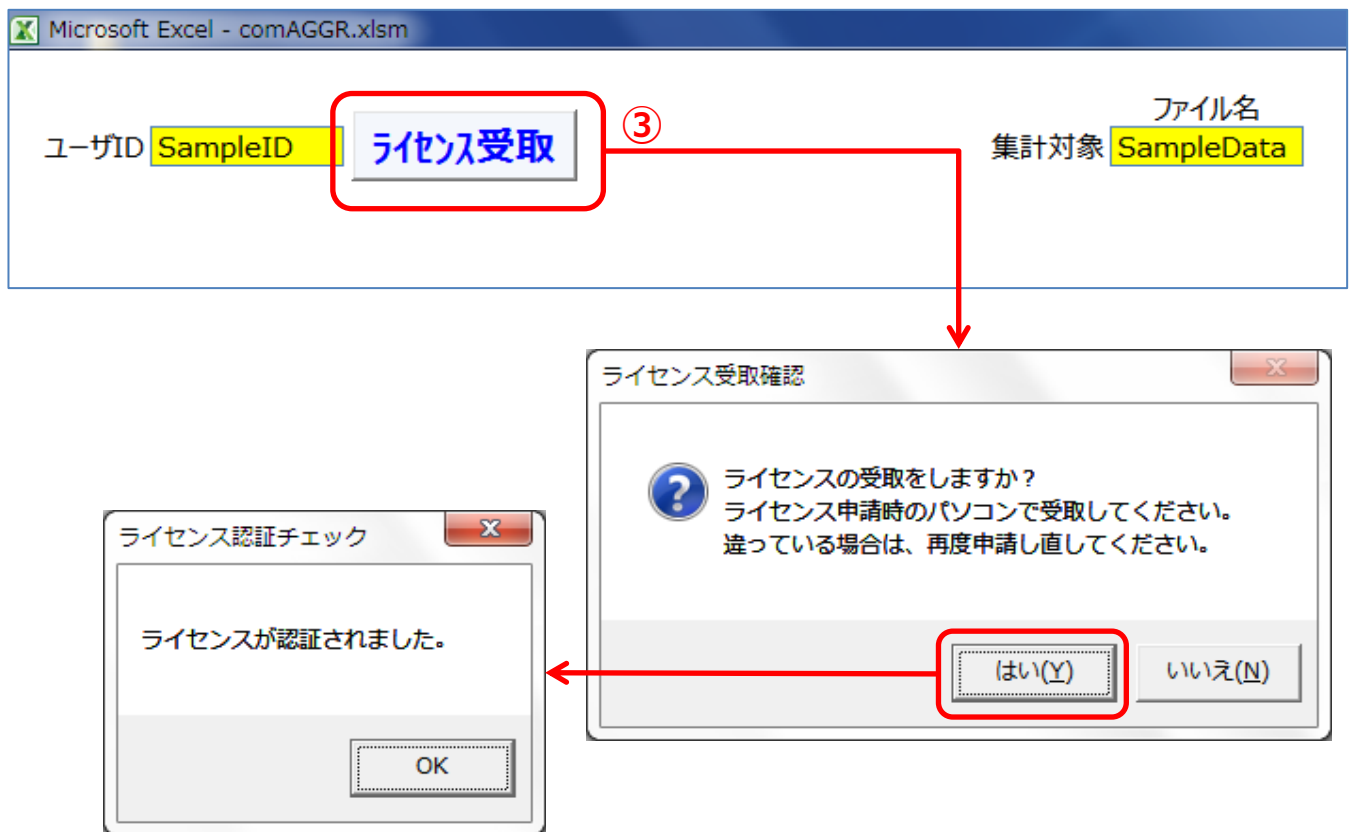 Microsoft Excel - comAGGR.xlsm
ファイル名
ユーザID SampleID ライセンス受取 ③ 集計対象 SampleData
ライセンス受取確認
ライセンスの受取をしますか？
ライセンス申請時のパソコンで受取してください。
違っている場合は、再度申請し直してください。
はい(Y) いいえ(N)
ライセンス認証チェック
ライセンスが認証されました。
OK